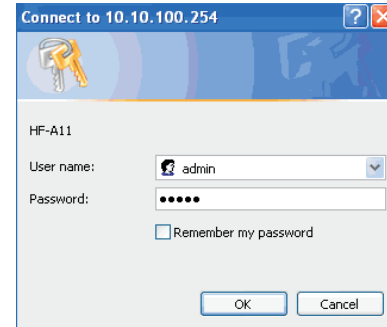 Connect to 10.10.100.254
HF-A11
User name:
admin
Password:
•••••
Remember my password
OK
Cancel